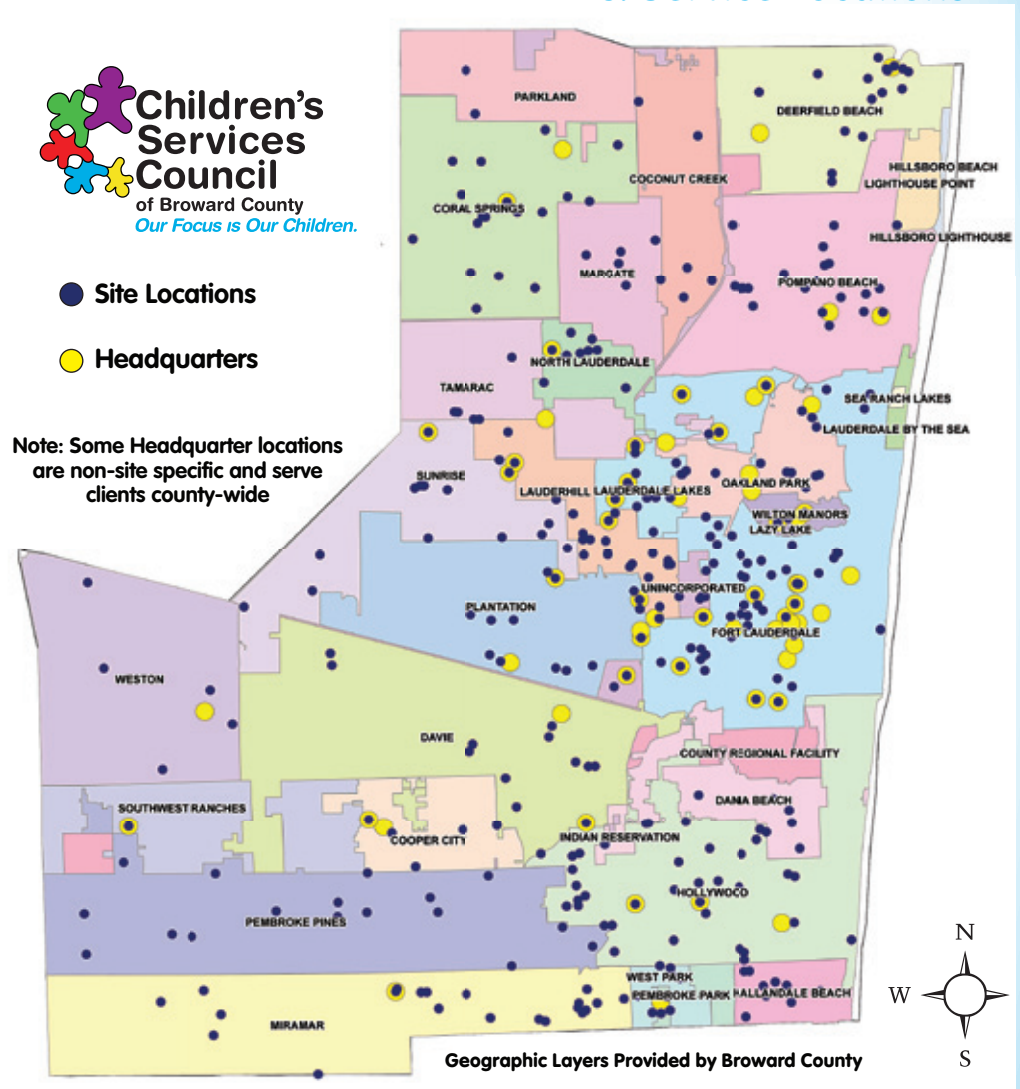 Children's
Services
Council
of Broward County
Our Focus is Our Children.
Site Locations
Headquarters
Note: Some Headquarter locations
are non-site specific and serve
clients county-wide
PARKLAND
DEERFIELD BEACH
HILLSBORO BEACH
COCONUT CREEK
LIGHTHOUSE POINT
CORAL SPRINGS
HILLSBORO LIGHTHOUSE
MARGATE
POMPANO BEACH
NORTH LAUDERDALE
TAMARAC
SEA RANCH LAKES
LAUDERDALE BY THE SEA
SUNRISE
LAUDERHILL
LAUDERDALE LAKES
OAKLAND PARK
WILTON MANORS
LAZY LAKE
UNINCORPORATED
PLANTATION
FORT LAUDERDALE
WESTON
DAVIE
COUNTY REGIONAL FACILITY
DANIA BEACH
SOUTHWEST RANCHES
COOPER CITY
INDIAN RESERVATION
HOLLYWOOD
PEMBROKE PINES
WEST PARK
PEMBROKE PARK
HALLANDALE BEACH
MIRAMAR
N
W
S
Geographic Layers Provided by Broward County